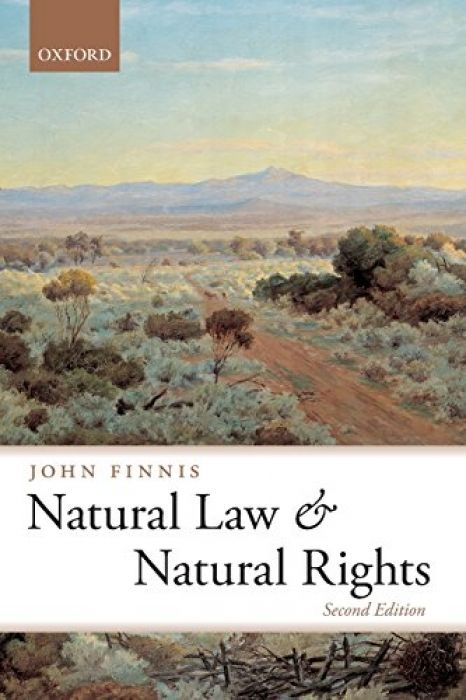 OXFORD
JOHN FINNIS
Natural Law &
Natural Rights
Second Edition